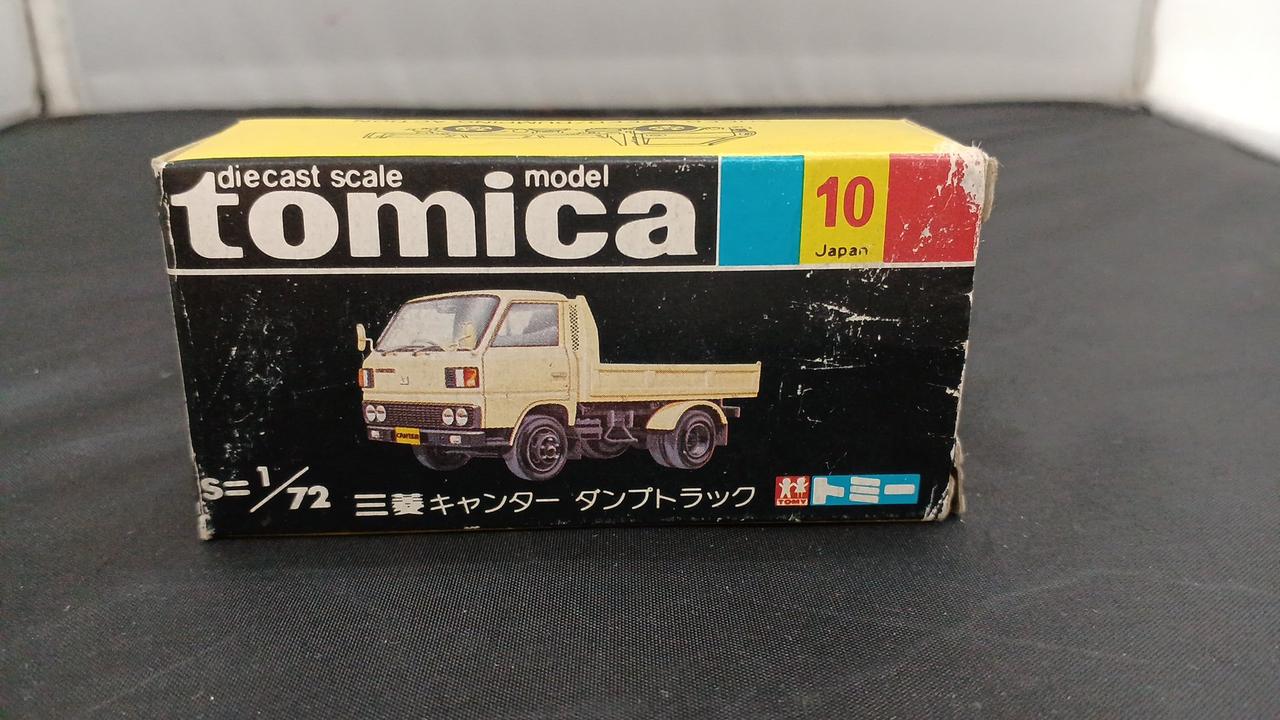 diecast scale model
tomica
10
Japan
CANTER
S=1/72
三菱キャンター ダンプトラック
TOMY
トミー